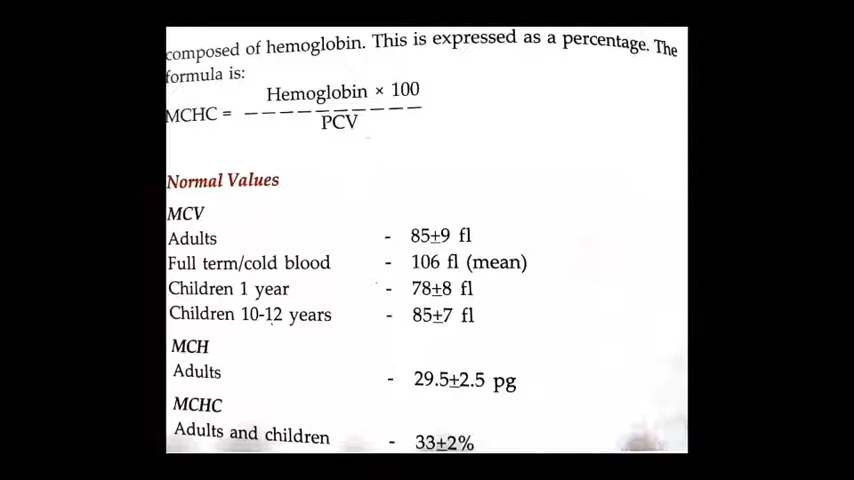 composed of hemoglobin. This is expressed as a percentage. The
formula is:
MCHC = Hemoglobin × 100
PCV
Normal Values
MCV
Adults - 85±9 fl
Full term/cold blood - 106 fl (mean)
Children 1 year - 78±8 fl
Children 10-12 years - 85±7 fl
MCH
Adults - 29.5±2.5 pg
MCHC
Adults and children - 33±2%